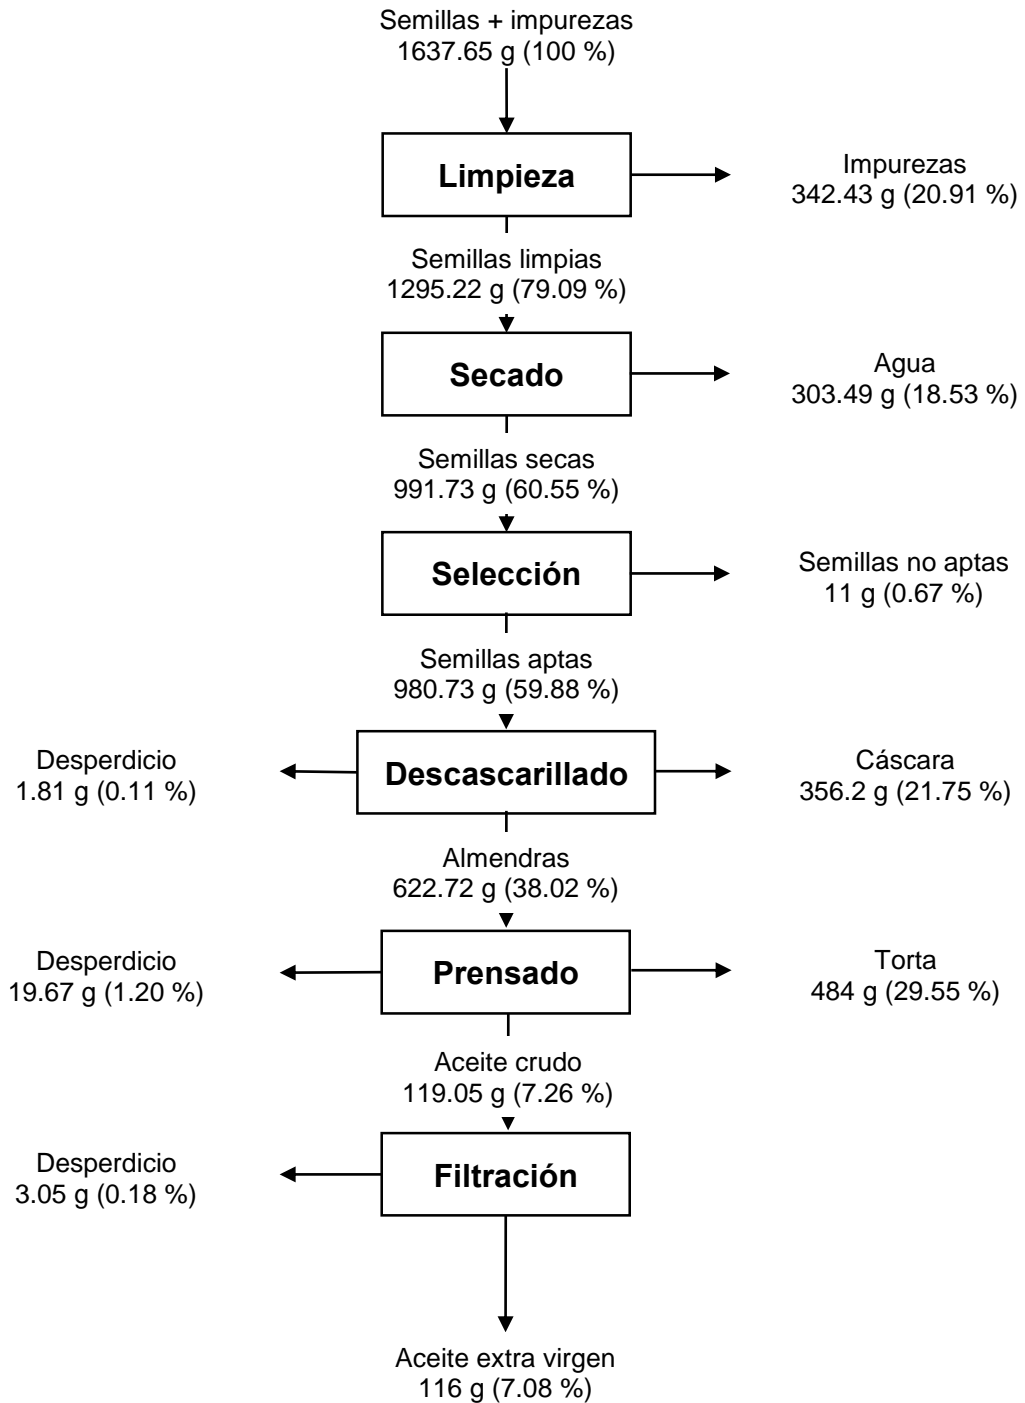 Semillas + impurezas
1637.65 g (100 %)
Limpieza
Impurezas
342.43 g (20.91 %)
Semillas limpias
1295.22 g (79.09 %)
Secado
Agua
303.49 g (18.53 %)
Semillas secas
991.73 g (60.55 %)
Selección
Semillas no aptas
11 g (0.67 %)
Semillas aptas
980.73 g (59.88 %)
Desperdicio
1.81 g (0.11 %)
Descascarillado
Cáscara
356.2 g (21.75 %)
Almendras
622.72 g (38.02 %)
Desperdicio
19.67 g (1.20 %)
Prensado
Torta
484 g (29.55 %)
Aceite crudo
119.05 g (7.26 %)
Desperdicio
3.05 g (0.18 %)
Filtración
Aceite extra virgen
116 g (7.08 %)